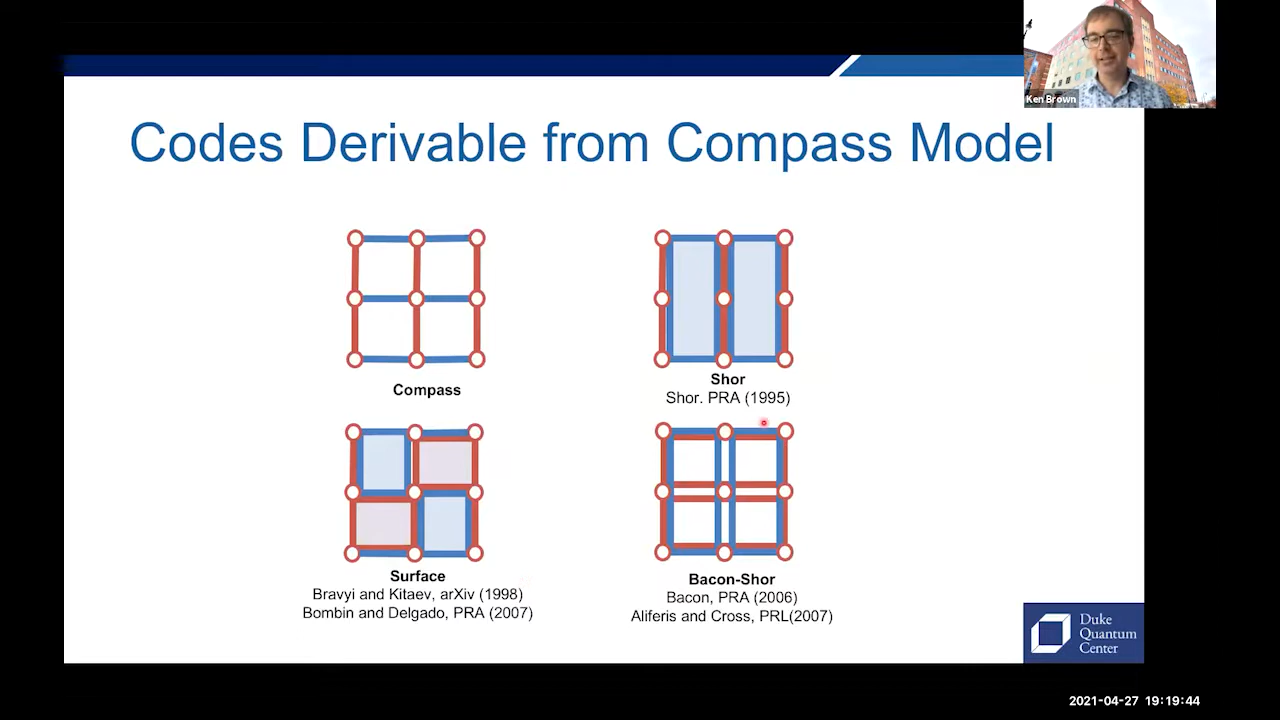 Ken Brown
Codes Derivable from Compass Model
Compass
Shor
Shor. PRA (1995)
Surface
Bravyi and Kitaev, arXiv (1998)
Bombin and Delgado, PRA (2007)
Bacon-Shor
Bacon, PRA (2006)
Aliferis and Cross, PRL(2007)
Duke
Quantum
Center
2021-04-27 19:19:44